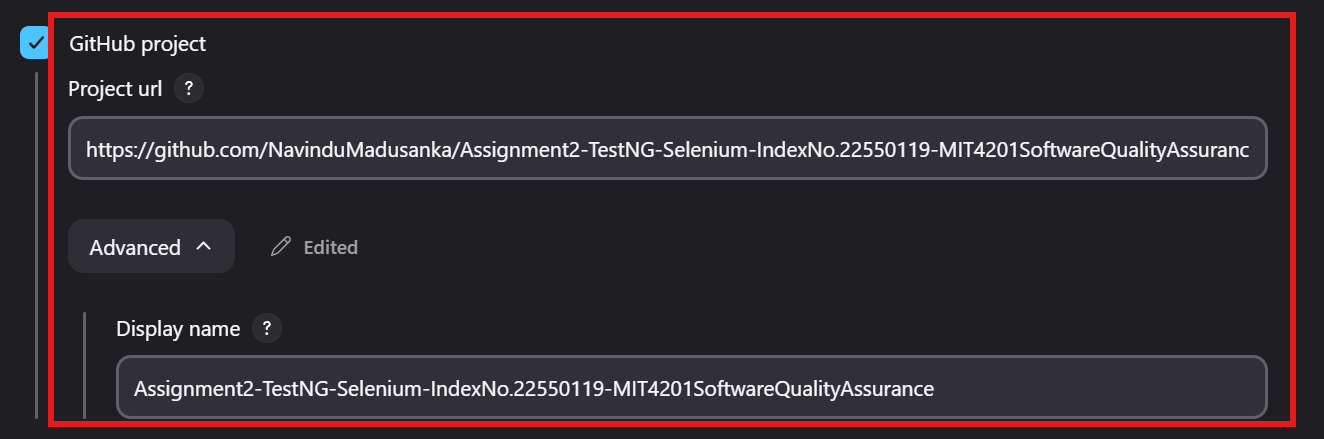 GitHub project
Project url ?
https://github.com/NavinduMadusanka/Assignment2-TestNG-Selenium-IndexNo.22550119-MIT4201SoftwareQualityAssuranc
Advanced
Edited
Display name ?
Assignment2-TestNG-Selenium-IndexNo.22550119-MIT4201SoftwareQualityAssurance